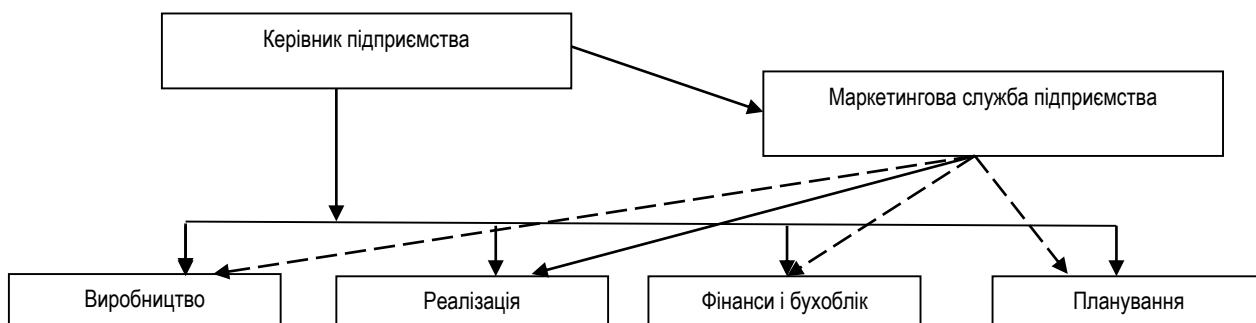 Керівник підприємства
Маркетингова служба підприємства
Виробництво
Реалізація
Фінанси і бухоблік
Планування